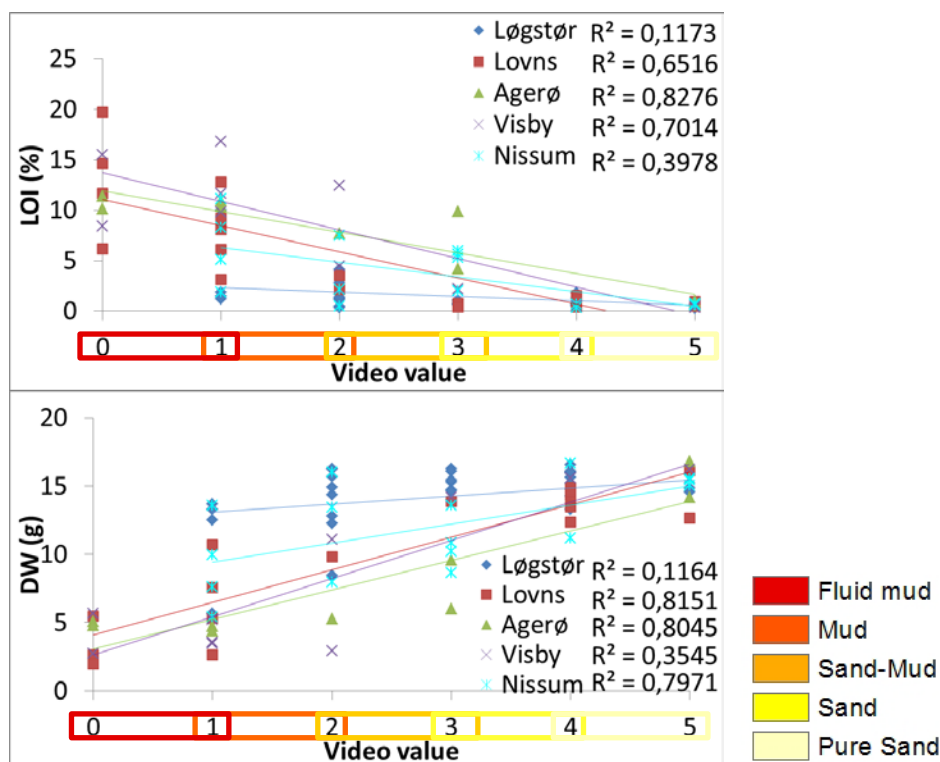 Løgstør R² = 0,1173
Lovns R² = 0,6516
Agerø R² = 0,8276
Visby R² = 0,7014
Nissum R² = 0,3978
25
20
15
10
5
0
LOI (%)
0 1 2 3 4 5
Video value
20
15
10
5
0
DW (g)
Løgstør R² = 0,1164
Lovns R² = 0,8151
Agerø R² = 0,8045
Visby R² = 0,3545
Nissum R² = 0,7971
0 1 2 3 4 5
Video value
Fluid mud
Mud
Sand-Mud
Sand
Pure Sand